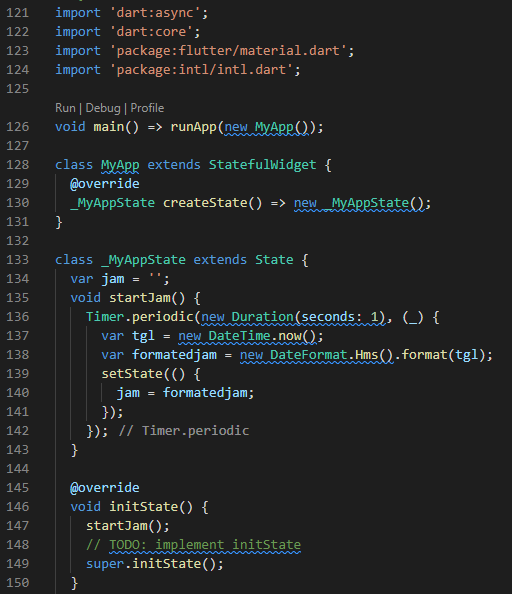 121 import 'dart:async';
122 import 'dart:core';
123 import 'package:flutter/material.dart';
124 import 'package:intl/intl.dart';
125
Run | Debug | Profile
126 void main() => runApp(new MyApp());
127
128 class MyApp extends StatefulWidget {
129   @override
130   _MyAppState createState() => new _MyAppState();
131 }
132
133 class _MyAppState extends State {
134   var jam = '';
135   void startJam() {
136     Timer.periodic(new Duration(seconds: 1), (_) {
137       var tgl = new DateTime.now();
138       var formatedjam = new DateFormat.Hms().format(tgl);
139       setState(() {
140         jam = formatedjam;
141       });
142     }); // Timer.periodic
143   }
144
145   @override
146   void initState() {
147     startJam();
148     // TODO: implement initState
149     super.initState();
150   }